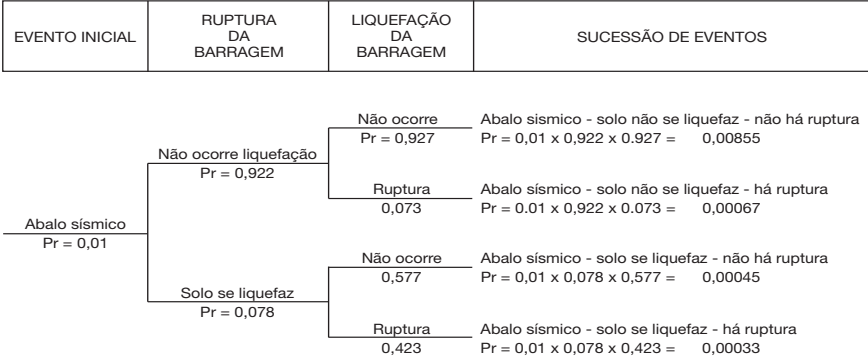 EVENTO INICIAL
RUPTURA
DA
BARRAGEM
LIQUEFAÇÃO
DA
BARRAGEM
SUCESSÃO DE EVENTOS
Não ocorre
Pr = 0,927
Abalo sismico - solo não se liquefaz - não há ruptura
Pr = 0,01 x 0,922 x 0.927 = 0,00855
Não ocorre liquefação
Pr = 0,922
Ruptura
0,073
Abalo sísmico - solo não se liquefaz - há ruptura
Pr = 0.01 x 0,922 x 0.073 = 0,00067
Abalo sísmico
Pr = 0,01
Não ocorre
0,577
Abalo sísmico - solo se liquefaz - não há ruptura
Pr = 0,01 x 0,078 x 0,577 = 0,00045
Solo se liquefaz
Pr = 0,078
Ruptura
0,423
Abalo sísmico - solo se liquefaz - há ruptura
Pr = 0,01 x 0,078 x 0,423 = 0,00033